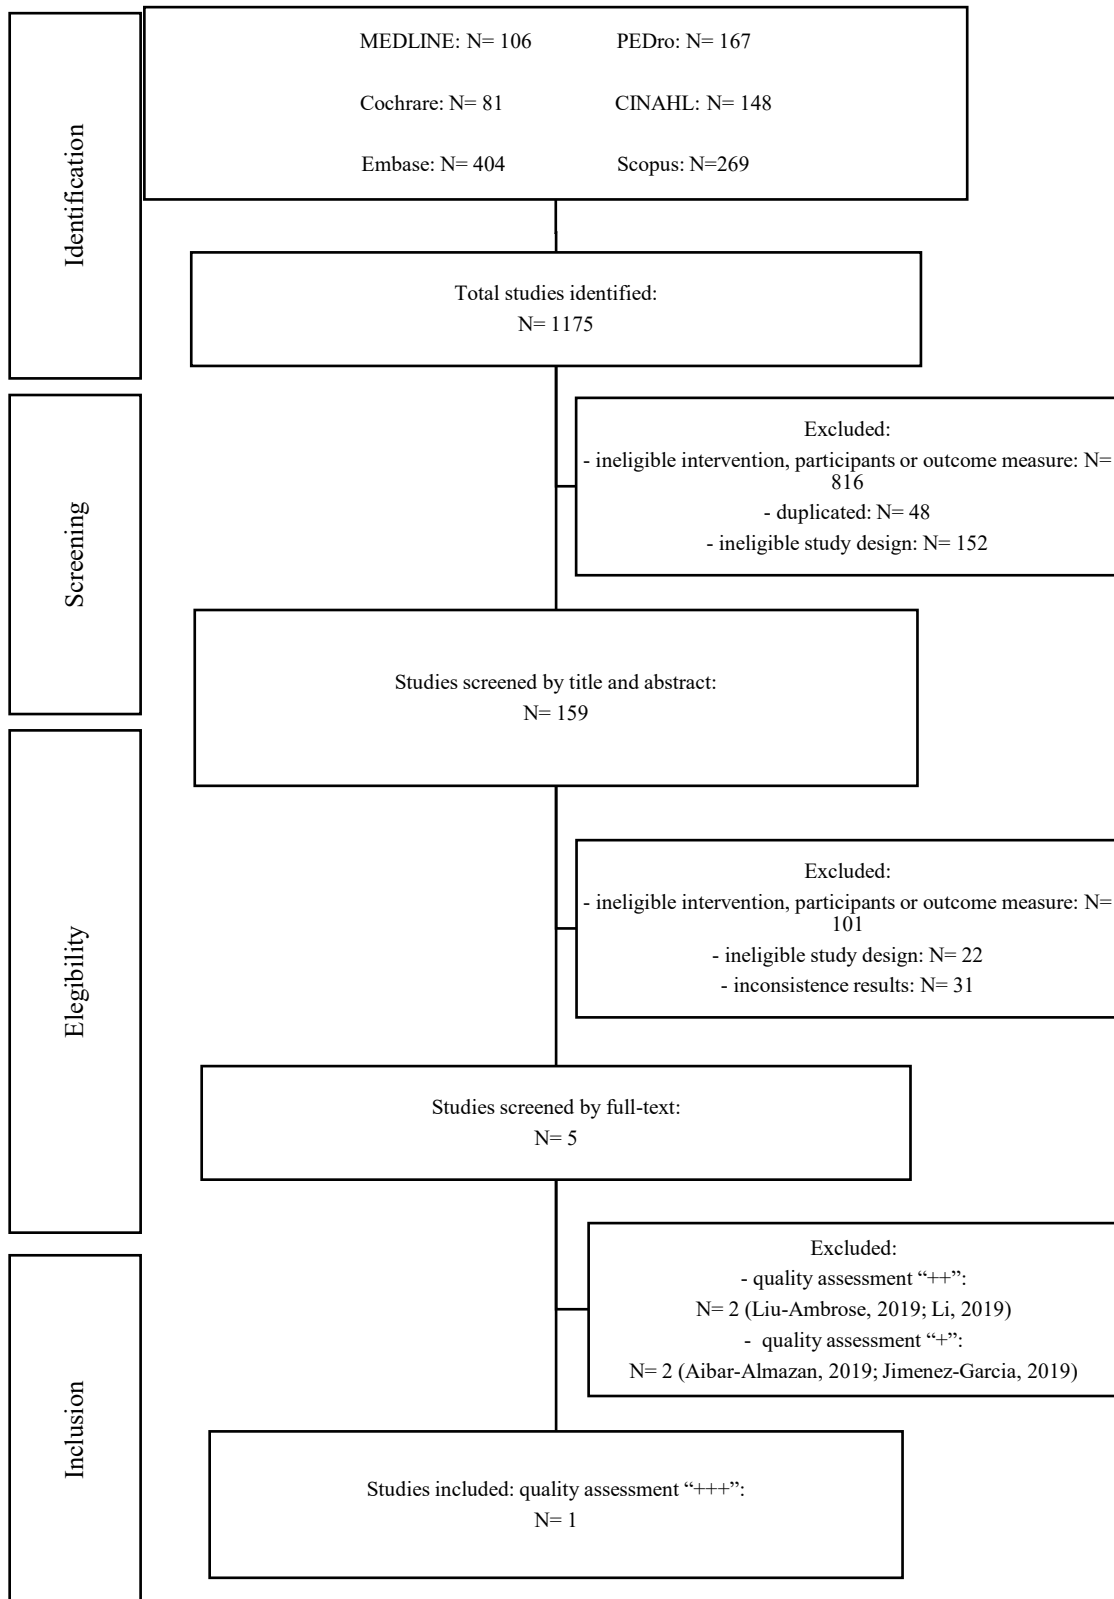 Identification
MEDLINE: N= 106 PEDro: N= 167
Cochrare: N= 81 CINAHL: N= 148
Embase: N= 404 Scopus: N=269
Total studies identified:
N= 1175
Screening
Excluded:
- ineligible intervention, participants or outcome measure: N=
816
- duplicated: N= 48
- ineligible study design: N= 152
Studies screened by title and abstract:
N= 159
Elegibility
Excluded:
- ineligible intervention, participants or outcome measure: N=
101
- ineligible study design: N= 22
- inconsistence results: N= 31
Studies screened by full-text:
N= 5
Inclusion
Excluded:
- quality assessment “++”:
N= 2 (Liu-Ambrose, 2019; Li, 2019)
- quality assessment “+”:
N= 2 (Aibar-Almazan, 2019; Jimenez-Garcia, 2019)
Studies included: quality assessment “+++”:
N= 1